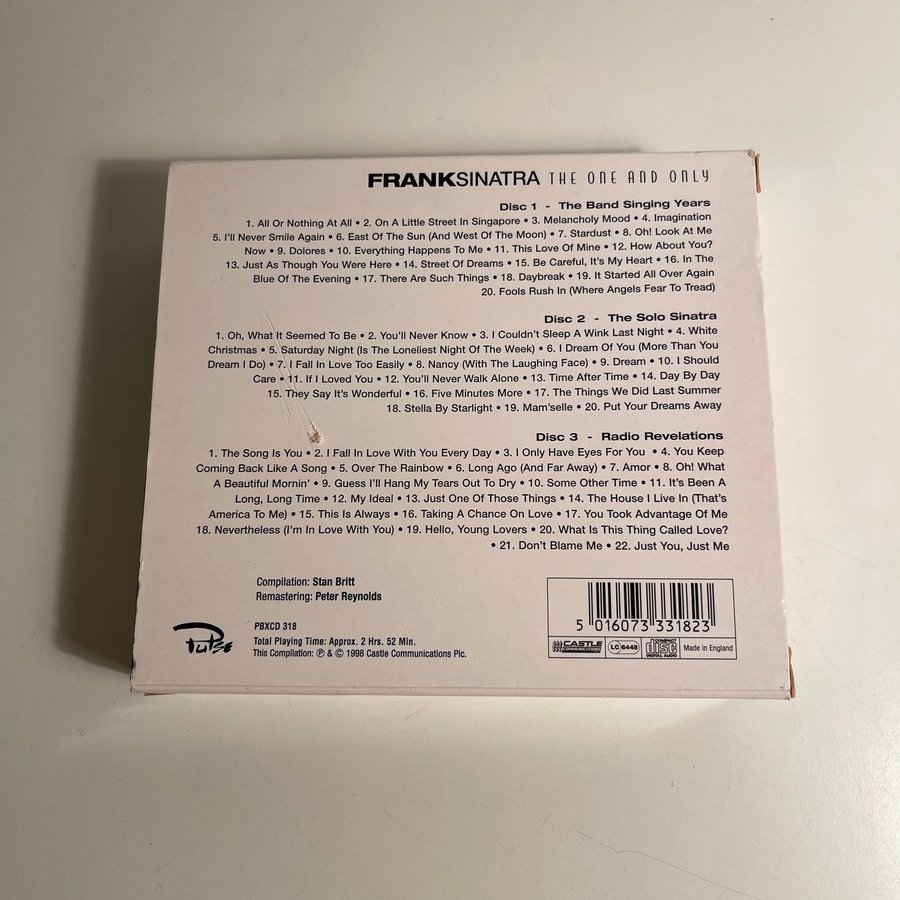 FRANKSINATRA THE ONE AND ONLY
Disc 1 - The Band Singing Years
1. All Or Nothing At All • 2. On A Little Street In Singapore • 3. Melancholy Mood • 4. Imagination
5. I'll Never Smile Again • 6. East Of The Sun (And West Of The Moon) • 7. Stardust • 8. Oh! Look At Me
Now • 9. Dolores • 10. Everything Happens To Me • 11. This Love Of Mine • 12. How About You?
13. Just As Though You Were Here • 14. Street Of Dreams • 15. Be Careful, It's My Heart • 16. In The
Blue Of The Evening • 17. There Are Such Things • 18. Daybreak • 19. It Started All Over Again
20. Fools Rush In (Where Angels Fear To Tread)
Disc 2 - The Solo Sinatra
1. Oh, What It Seemed To Be • 2. You'll Never Know • 3. I Couldn't Sleep A Wink Last Night • 4. White
Christmas • 5. Saturday Night (Is The Loneliest Night Of The Week) • 6. I Dream Of You (More Than You
Dream I Do) • 7. I Fall In Love Too Easily • 8. Nancy (With The Laughing Face) • 9. Dream • 10. I Should
Care • 11. If I Loved You • 12. You'll Never Walk Alone • 13. Time After Time • 14. Day By Day
15. They Say It's Wonderful • 16. Five Minutes More • 17. The Things We Did Last Summer
18. Stella By Starlight • 19. Mam'selle • 20. Put Your Dreams Away
Disc 3 - Radio Revelations
1. The Song Is You • 2. I Fall In Love With You Every Day • 3. I Only Have Eyes For You • 4. You Keep
Coming Back Like A Song • 5. Over The Rainbow • 6. Long Ago (And Far Away) • 7. Amor • 8. Oh! What
A Beautiful Mornin' • 9. Guess I'll Hang My Tears Out To Dry • 10. Some Other Time • 11. It's Been A
Long, Long Time • 12. My Ideal • 13. Just One Of Those Things • 14. The House I Live In (That's
America To Me) • 15. This Is Always • 16. Taking A Chance On Love • 17. You Took Advantage Of Me
18. Nevertheless (I'm In Love With You) • 19. Hello, Young Lovers • 20. What Is This Thing Called Love?
• 21. Don't Blame Me • 22. Just You, Just Me
Compilation: Stan Britt
Remastering: Peter Reynolds
PULSE
PBXCD 318
Total Playing Time: Approx. 2 Hrs. 52 Min.
This Compilation: ℗ & © 1998 Castle Communications Plc.
5 016073 331823
CASTLE
COMMUNICATIONS
LC 6448
COMPACT
disc
DIGITAL AUDIO
Made in England